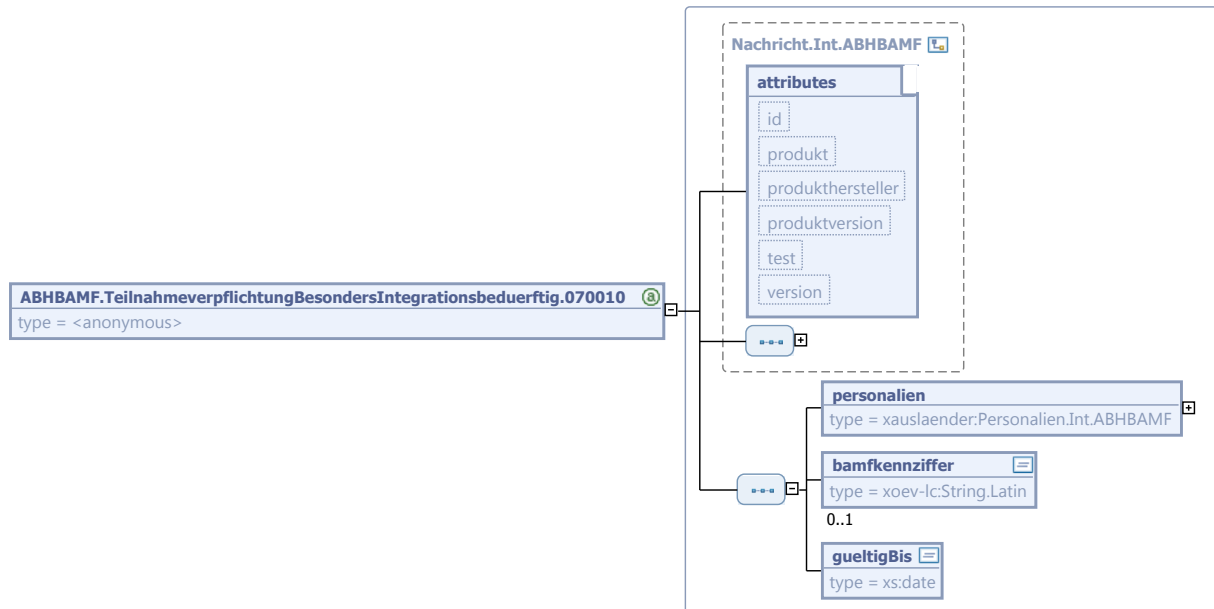 Nachricht.Int.ABHBAMF
attributes
id
produkt
produkthersteller
produktversion
test
version
ABHBAMF.TeilnahmeverpflichtungBesondersIntegrationsbeduerftig.070010
type = <anonymous>
personalien
type = xauslaender:Personalien.Int.ABHBAMF
bamfkennziffer
type = xoev-lc:String.Latin
0..1
gueltigBis
type = xs:date